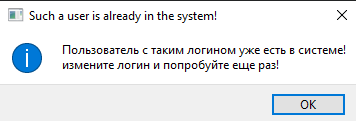 Such a user is already in the system!
Пользователь с таким логином уже есть в системе!
измените логин и попробуйте еще раз!
OK